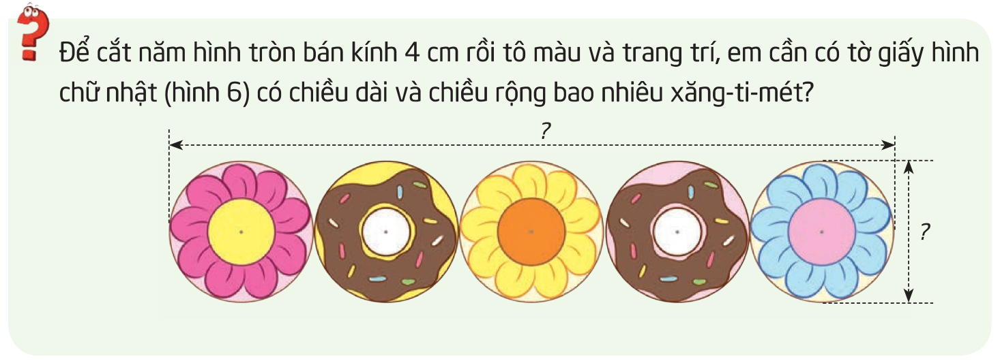 Để cắt năm hình tròn bán kính 4 cm rồi tô màu và trang trí, em cần có tờ giấy hình
chữ nhật (hình 6) có chiều dài và chiều rộng bao nhiêu xăng-ti-mét?
?
?